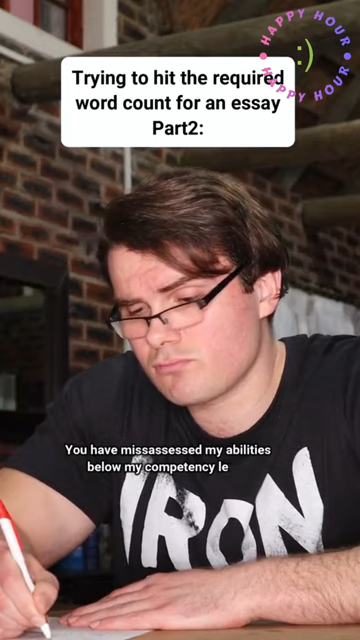 HAPPY HOUR
:)
HAPPY HOUR
Trying to hit the required
word count for an essay
Part2:
You have missassessed my abilities
below my competency le
IRON